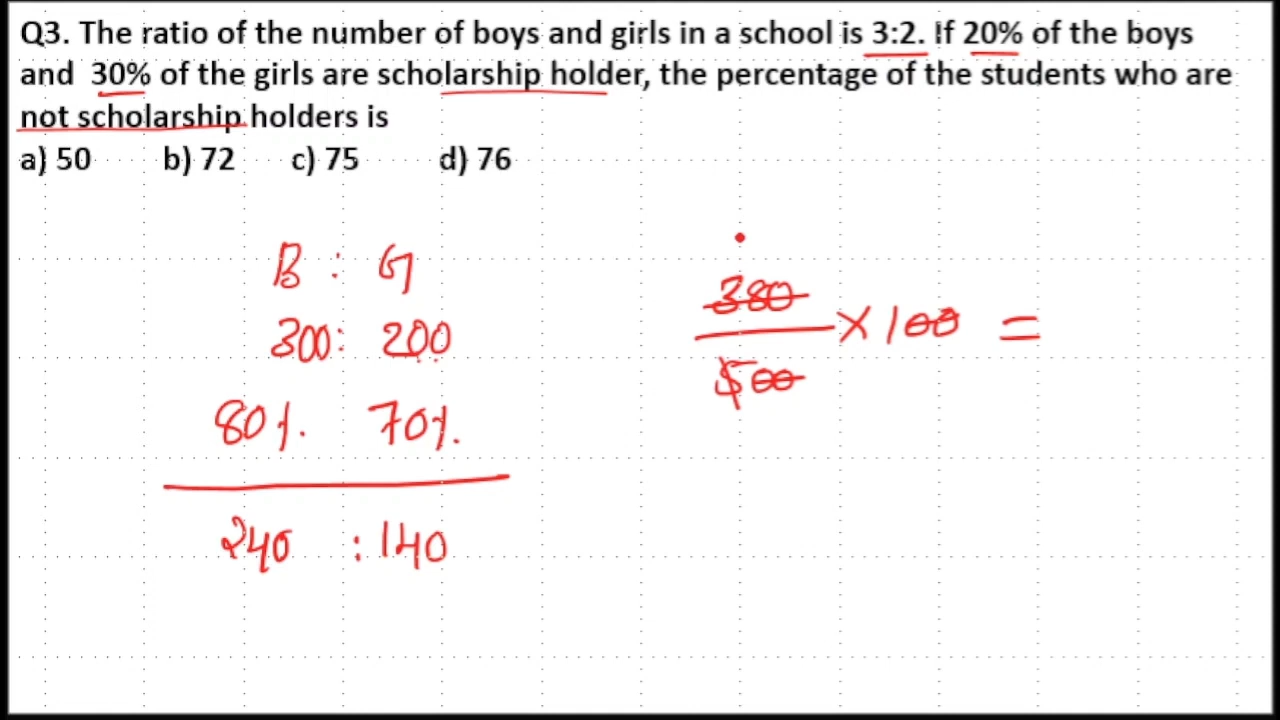 Q3. The ratio of the number of boys and girls in a school is 3:2. If 20% of the boys
and 30% of the girls are scholarship holder, the percentage of the students who are
not scholarship holders is
a) 50 b) 72 c) 75 d) 76
B : G
300: 200
80% 70%
240 : 140
380
500
× 100 =